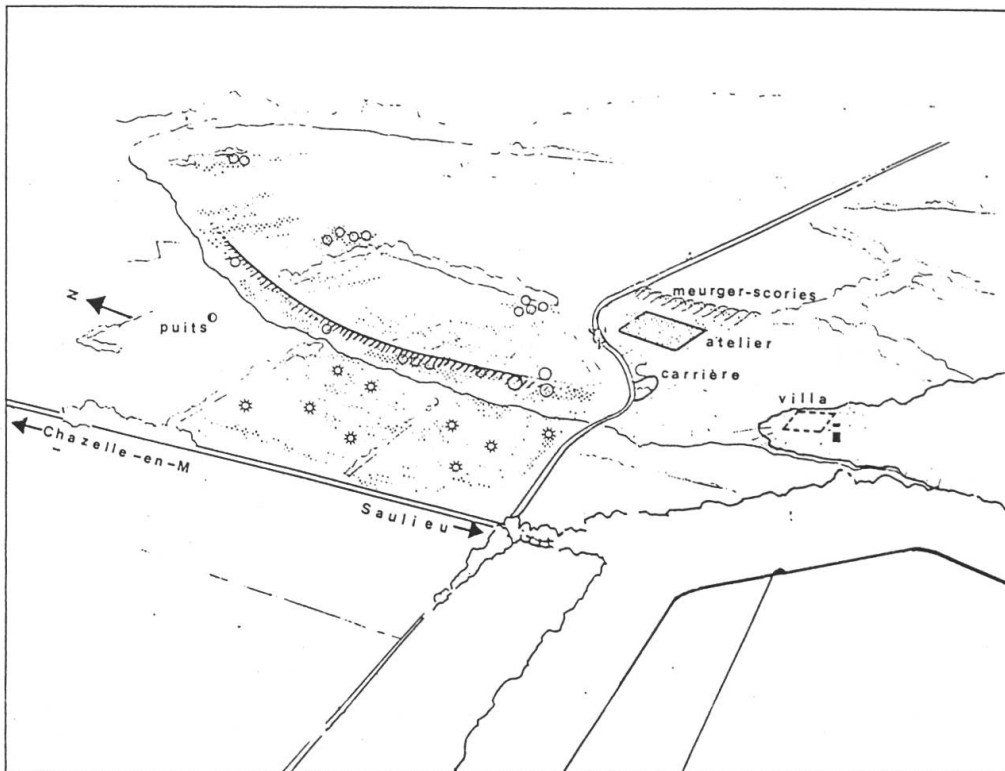 meurger-scories
N
puits
atelier
carrière
villa
Chazelle-en-M
Saulieu